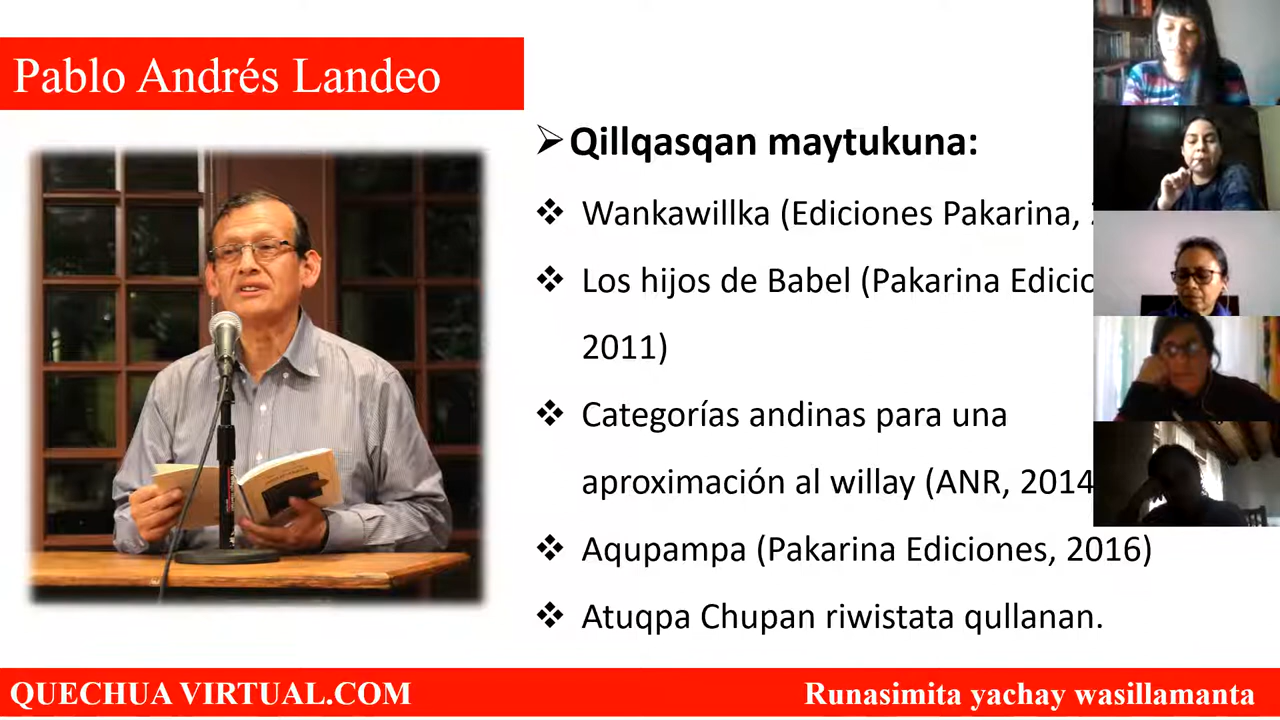 Pablo Andrés Landeo
Qillqasqan maytukuna:
Wankawillka (Ediciones Pakarina,
Los hijos de Babel (Pakarina
2011)
Categorías andinas para una
aproximación al willay (ANR, 2014
Aqupampa (Pakarina Ediciones, 2016)
Atuqpa Chupan riwistata qullanan.
QUECHUA VIRTUAL.COM
Runasimita yachay wasillamanta